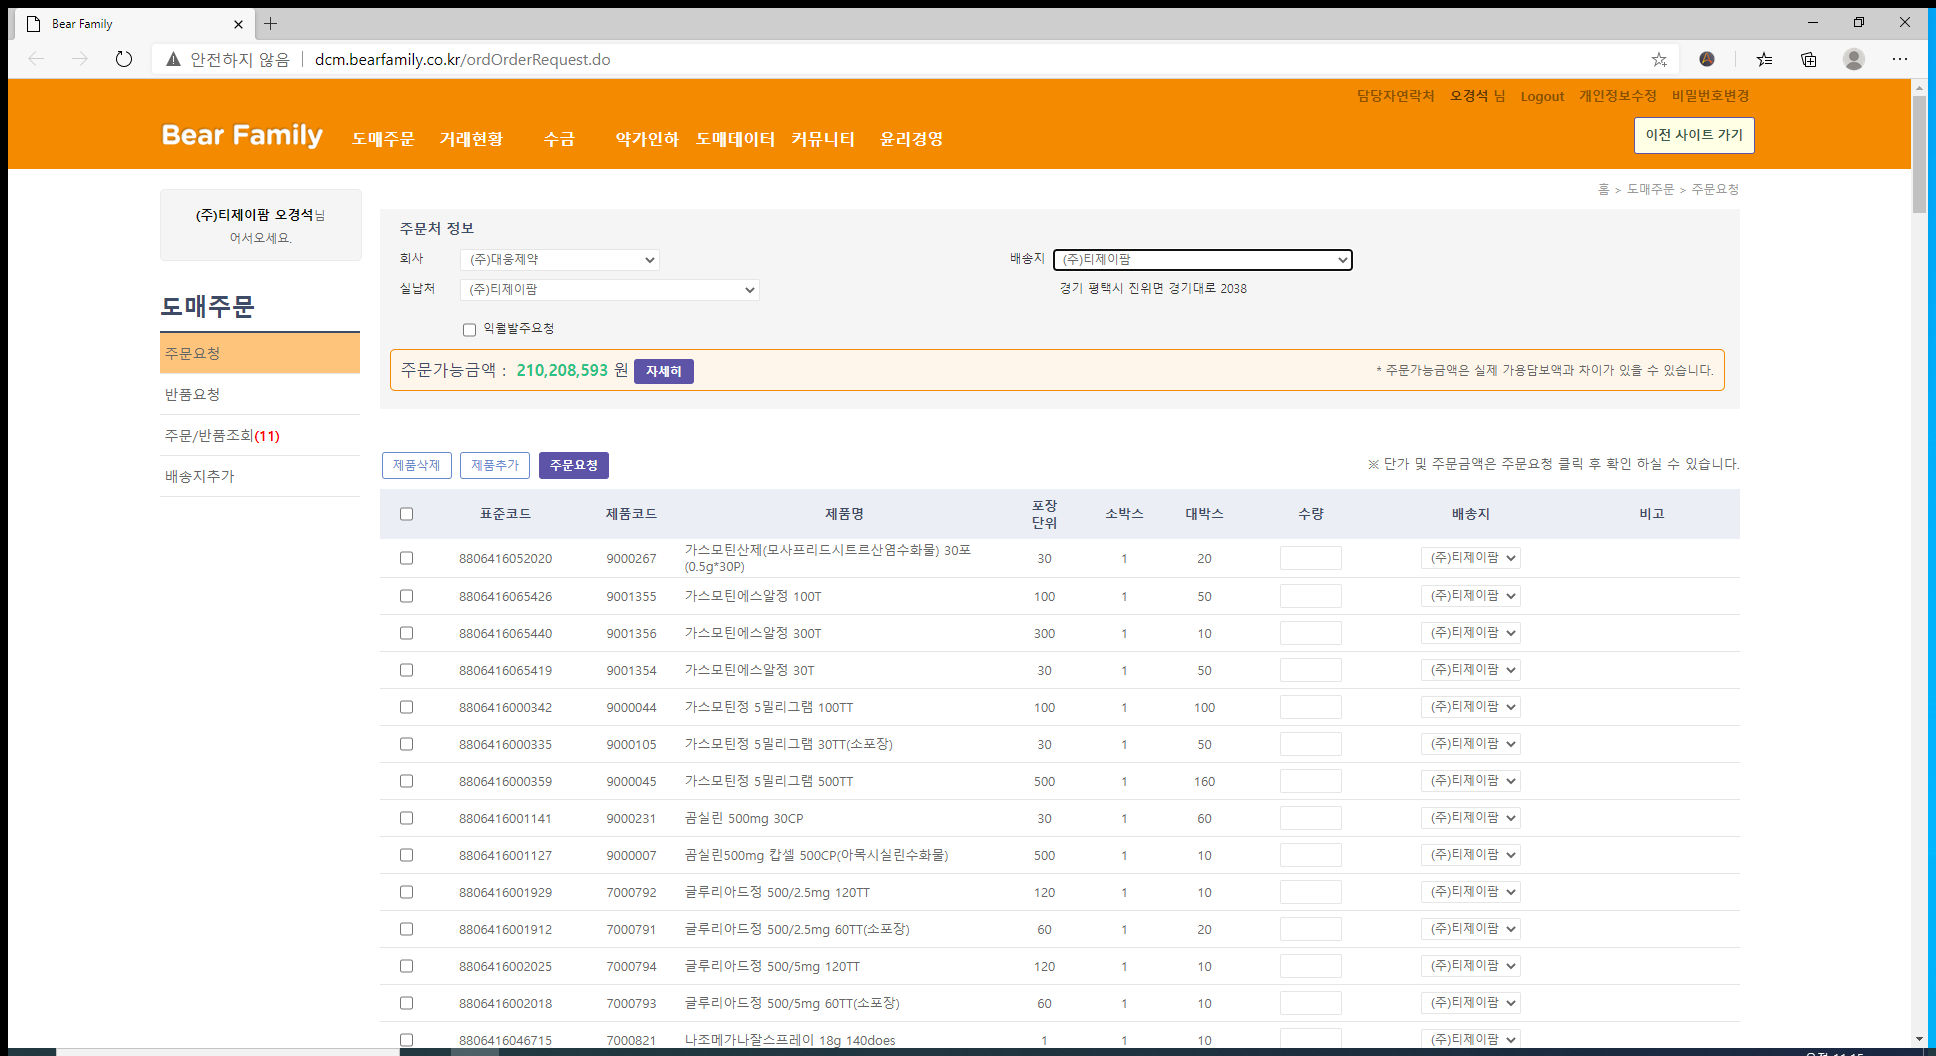 Bear Family
안전하지 않음
dcm.bearfamily.co.kr/ordOrderRequest.do
담당자연락처 오경석 님 Logout 개인정보수정 비밀번호변경
Bear Family 도매주문 거래현황 수금 약가인하 도매데이터 커뮤니티 윤리경영
이전 사이트 가기
홈 > 도매주문 > 주문요청
(주)티제이팜 오경석님
어서오세요.
도매주문
주문요청
반품요청
주문/반품조회(11)
배송지추가
주문처 정보
회사 (주)대웅제약 배송지 (주)티제이팜
실납처 (주)티제이팜 경기 평택시 진위면 경기대로 2038
익월발주요청
주문가능금액 : 210,208,593 원 자세히 * 주문가능금액은 실제 가용담보액과 차이가 있을 수 있습니다.
제품삭제 제품추가 주문요청 ※ 단가 및 주문금액은 주문요청 클릭 후 확인 하실 수 있습니다.
표준코드 제품코드 제품명 포장 단위 소박스 대박스 수량 배송지 비고
8806416052020 9000267 가스모틴산제(모사프리드시트르산염수화물) 30포 (0.5g*30P) 30 1 20 (주)티제이팜
8806416065426 9001355 가스모틴에스알정 100T 100 1 50 (주)티제이팜
8806416065440 9001356 가스모틴에스알정 300T 300 1 10 (주)티제이팜
8806416065419 9001354 가스모틴에스알정 30T 30 1 50 (주)티제이팜
8806416000342 9000044 가스모틴정 5밀리그램 100TT 100 1 100 (주)티제이팜
8806416000335 9000105 가스모틴정 5밀리그램 30TT(소포장) 30 1 50 (주)티제이팜
8806416000359 9000045 가스모틴정 5밀리그램 500TT 500 1 160 (주)티제이팜
8806416001141 9000231 곰실린 500mg 30CP 30 1 60 (주)티제이팜
8806416001127 9000007 곰실린500mg 캅셀 500CP(아목시실린수화물) 500 1 10 (주)티제이팜
8806416001929 7000792 글루리아드정 500/2.5mg 120TT 120 1 10 (주)티제이팜
8806416001912 7000791 글루리아드정 500/2.5mg 60TT(소포장) 60 1 20 (주)티제이팜
8806416002025 7000794 글루리아드정 500/5mg 120TT 120 1 10 (주)티제이팜
8806416002018 7000793 글루리아드정 500/5mg 60TT(소포장) 60 1 10 (주)티제이팜
8806416046715 7000821 나조메가나잘스프레이 18g 140does 1 1 10 (주)티제이팜